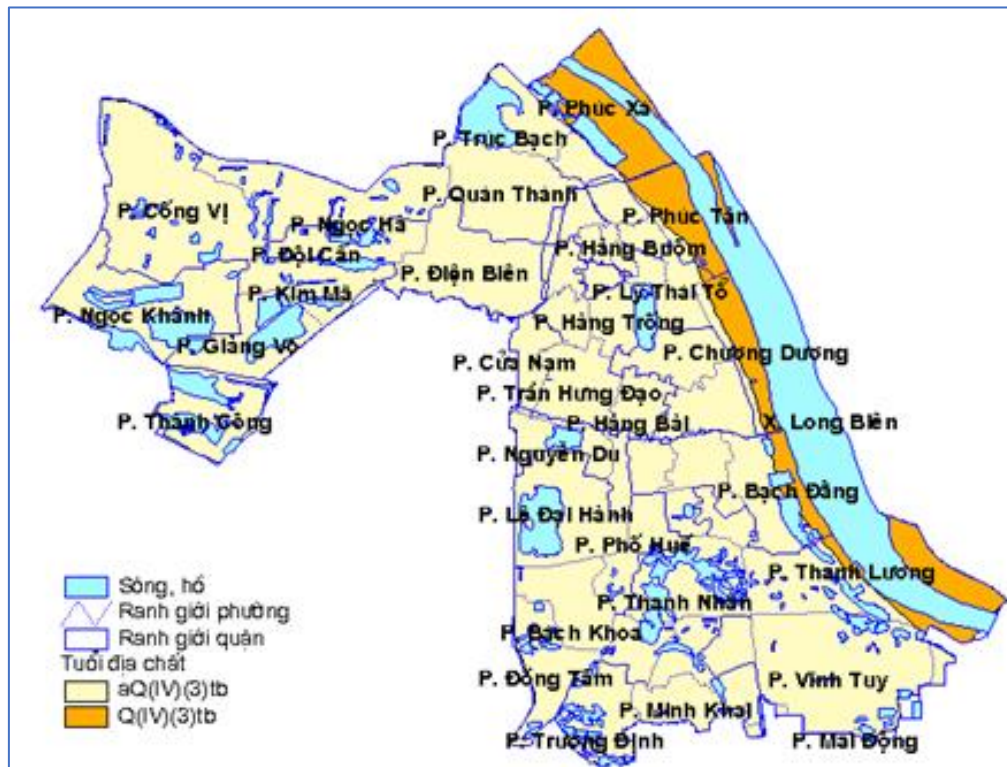 P. Phúc Xá
P. Trúc Bạch
P. Quán Thánh
P. Cống Vị
P. Ngọc Hà
P. Phúc Tân
P. Hàng Buồm
P. Đội Cấn
P. Điện Biên
P. Kim Mã
P. Lý Thái Tổ
P. Ngọc Khánh
P. Hàng Trống
P. Giảng Võ
P. Cửa Nam
P. Chương Dương
P. Trần Hưng Đạo
P. Thành Công
P. Hàng Bài
X. Long Biên
P. Nguyễn Du
P. Bạch Đằng
P. Lê Đại Hành
P. Phố Huế
P. Thanh Lương
P. Thanh Nhàn
P. Bách Khoa
P. Đồng Tâm
P. Vĩnh Tuy
P. Minh Khai
P. Trương Định
P. Mai Động
Sông, hồ
Ranh giới phường
Ranh giới quận
Tuổi địa chất
aQ(IV)(3)tb
Q(IV)(3)tb